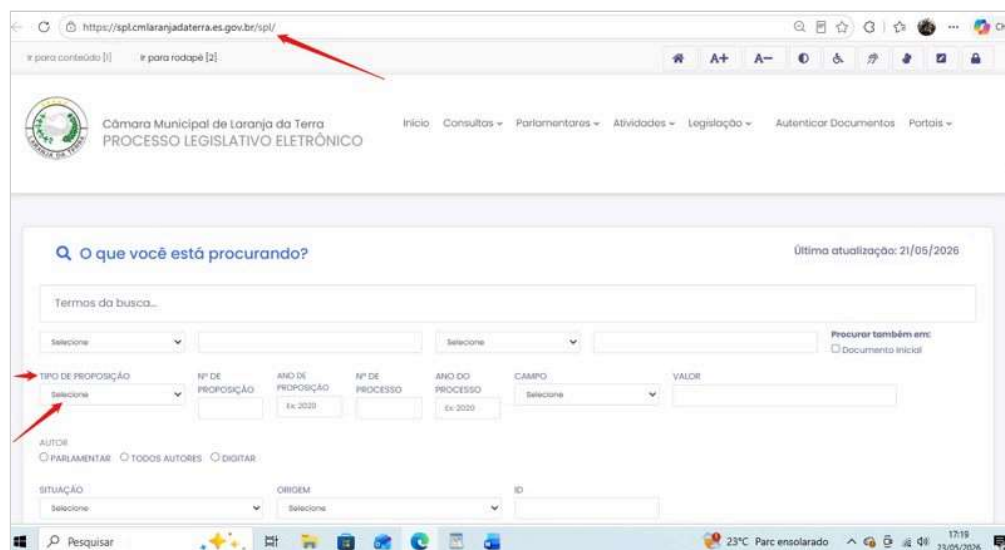 https://spl.cmlaranjadaterra.es.gov.br/spl/
Ir para conteúdo [1] Ir para rodapé [2]
A+ A-
Câmara Municipal de Laranja da Terra
PROCESSO LEGISLATIVO ELETRÔNICO
Início Consultas Parlamentares Atividades Legislação Autenticar Documentos Portais
O que você está procurando?
Última atualização: 21/05/2026
Termos da busca...
Selecione Selecione
Procurar também em:
Documento Inicial
TIPO DE PROPOSIÇÃO Nº DE PROPOSIÇÃO ANO DE PROPOSIÇÃO Nº DE PROCESSO ANO DO PROCESSO CAMPO VALOR
Selecione Ex: 2020 Ex: 2020 Selecione
AUTOR
PARLAMENTAR TODOS AUTORES DIGITAR
SITUAÇÃO ORIGEM ID
Selecione Selecione
Pesquisar 23°C Parc ensolarado 17:19
23/05/2026